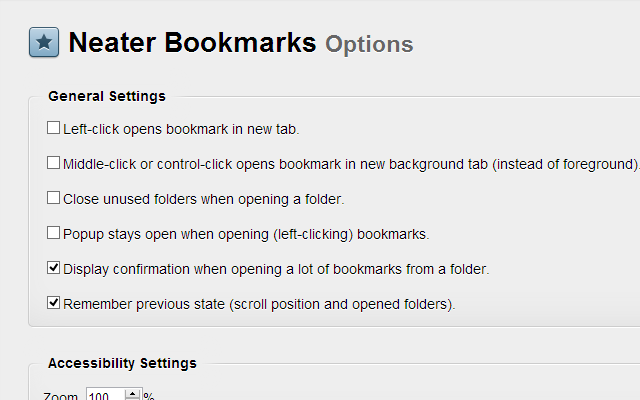 Neater Bookmarks Options
General Settings
Left-click opens bookmark in new tab.
Middle-click or control-click opens bookmark in new background tab (instead of foreground).
Close unused folders when opening a folder.
Popup stays open when opening (left-clicking) bookmarks.
Display confirmation when opening a lot of bookmarks from a folder.
Remember previous state (scroll position and opened folders).
Accessibility Settings
Zoom 100 %